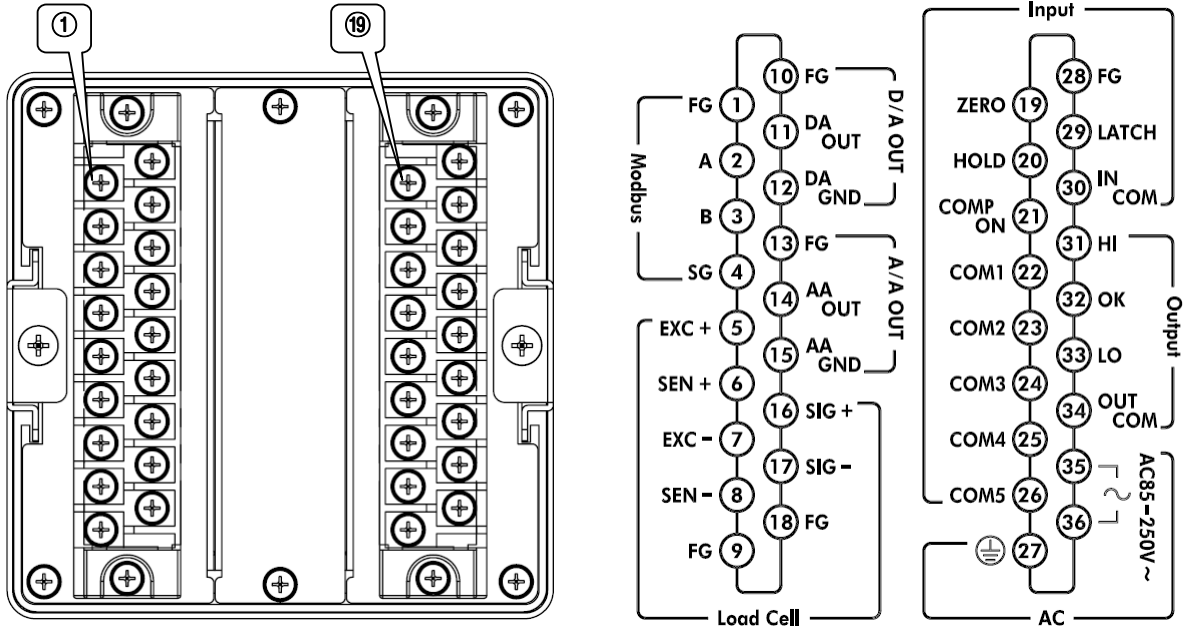 ①
⑲
FG ①
A ②
B ③
SG ④
EXC + ⑤
SEN + ⑥
EXC − ⑦
SEN − ⑧
FG ⑨
Modbus
⑩ FG
⑪ DA
OUT
⑫ DA
GND
D/A OUT
⑬ FG
⑭ AA
OUT
⑮ AA
GND
A/A OUT
⑯ SIG +
⑰ SIG −
⑱ FG
Load Cell
Input
ZERO ⑲
HOLD ⑳
COMP
ON ㉑
COM1 ㉒
COM2 ㉓
COM3 ㉔
COM4 ㉕
COM5 ㉖
㉗
㉘ FG
㉙ LATCH
㉚ IN
COM
㉛ HI
㉜ OK
㉝ LO
㉞ OUT
COM
Output
㉟
㊱
AC85−250V~
AC